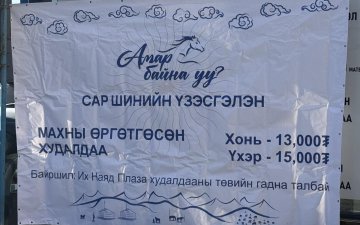 Амар
байна уу?
САР ШИНИЙН ҮЗЭСГЭЛЭН
МАХНЫ ӨРГӨТГӨСӨН
ХУДАЛДАА
Хонь - 13,000₮
Үхэр - 15,000₮
Байршил: Их Наяд Плаза худалдааны төвийн гадна талбай